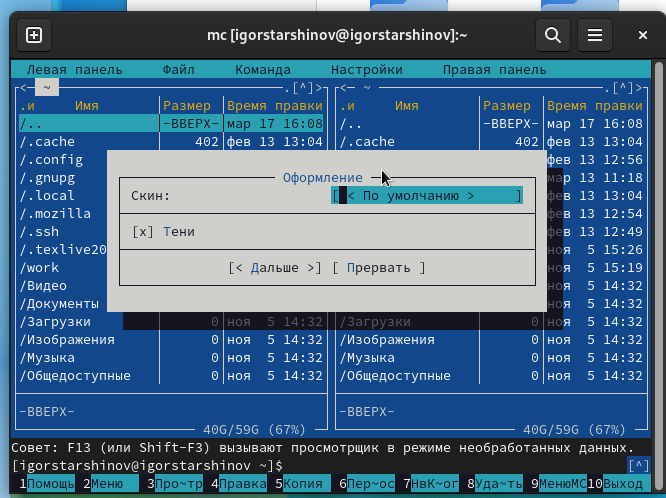 mc [igorstarshinov@igorstarshinov]:~
Левая панель Файл Команда Настройки Правая панель
<─ ~ .[^]> <─ ~ .[^]>
.и Имя Размер Время правки .и Имя Размер Время правки
/.. -ВВЕРХ- мар 17 16:08 /.. -ВВЕРХ- мар 17 16:08
/.cache 402 фев 13 13:04 /.cache 402 фев 13 13:04
/.config фев 13 12:56
/.gnupg мар 13 11:18
/.local фев 13 13:04
/.mozilla фев 13 12:54
/.ssh фев 13 12:49
/.texlive20 ноя 5 15:26
/work ноя 5 15:19
/Видео ноя 5 14:32
/Документы ноя 5 14:32
Оформление
Скин: [< По умолчанию > ]
[x] Тени
[< Дальше >] [ Прервать ]
/Загрузки 0 ноя 5 14:32 /Загрузки 0 ноя 5 14:32
/Изображения 0 ноя 5 14:32 /Изображения 0 ноя 5 14:32
/Музыка 0 ноя 5 14:32 /Музыка 0 ноя 5 14:32
/Общедоступные 0 ноя 5 14:32 /Общедоступные 0 ноя 5 14:32
-ВВЕРХ- -ВВЕРХ-
40G/59G (67%) 40G/59G (67%)
Совет: F13 (или Shift-F3) вызывают просмотрщик в режиме необработанных данных.
[igorstarshinov@igorstarshinov ~]$ [^]
1Помощь 2Меню 3Про~тр 4Правка 5Копия 6Пер~ос 7НвК~ог 8Уда~ть 9МенюMC 10Выход